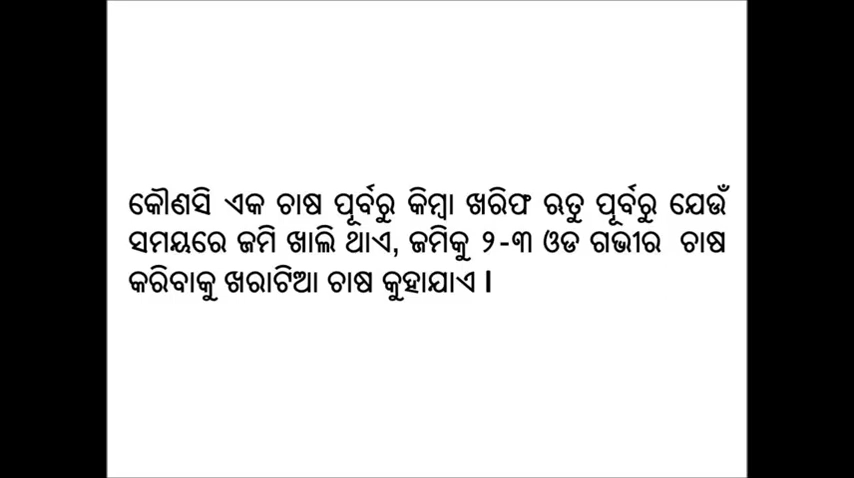 କୌଣସି ଏକ ଚାଷ ପୂର୍ବରୁ କିମ୍ବା ଖରିଫ ଋତୁ ପୂର୍ବରୁ ଯେଉଁ
ସମୟରେ ଜମି ଖାଲି ଥାଏ, ଜମିକୁ ୨-୩ ଓଡ ଗଭୀର ଚାଷ
କରିବାକୁ ଖରାଟିଆ ଚାଷ କୁହାଯାଏ l